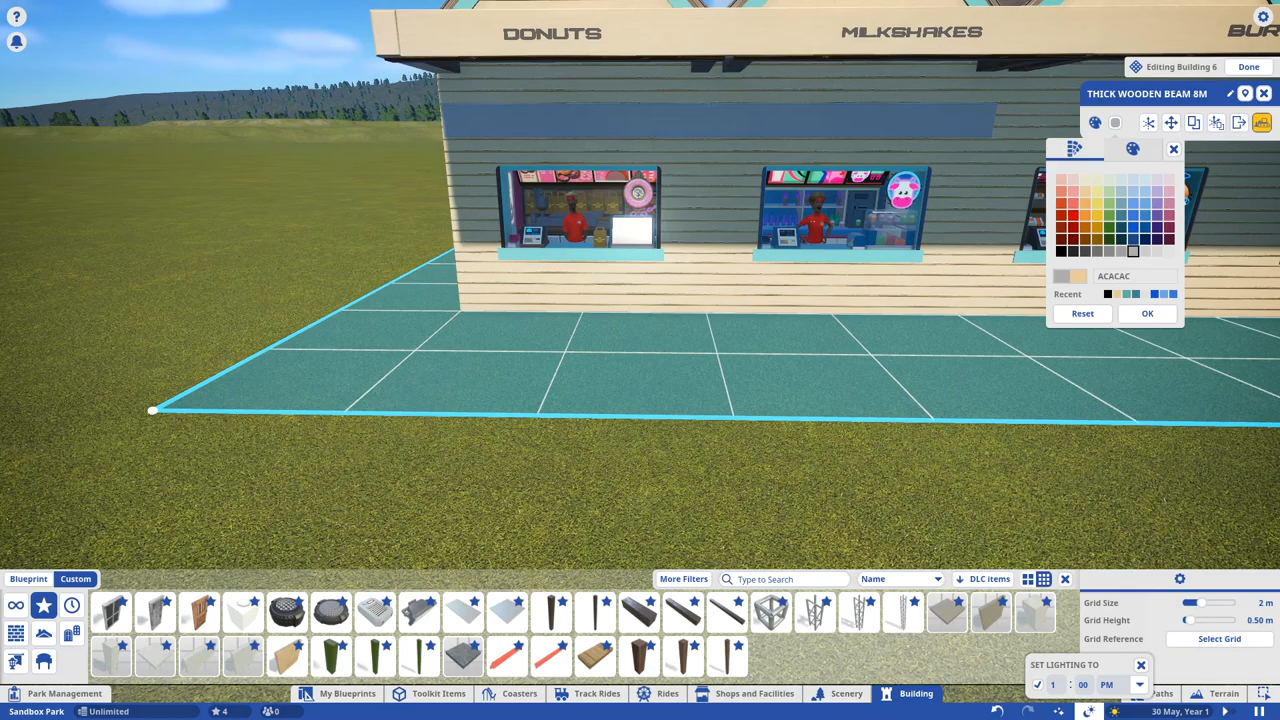 ?
DONUTS
MILKSHAKES
BUR
Editing Building 6
Done
THICK WOODEN BEAM 8M
ACACAC
Recent
Reset
OK
Blueprint
Custom
More Filters
Type to Search
Name
DLC items
Grid Size
2 m
Grid Height
0.50 m
Grid Reference
Select Grid
SET LIGHTING TO
1 : 00 PM
Park Management
My Blueprints
Toolkit Items
Coasters
Track Rides
Rides
Shops and Facilities
Scenery
Building
Paths
Terrain
Sandbox Park
Unlimited
4
0
30 May, Year 1